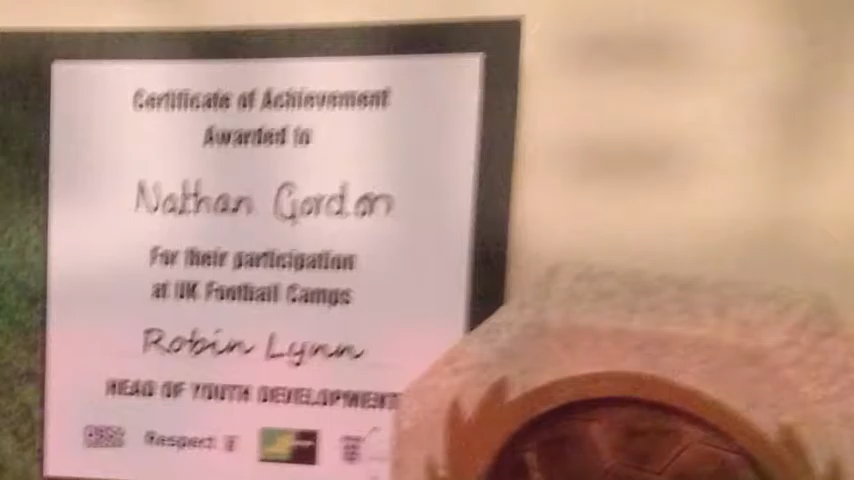 Certificate of Achievement
Awarded to
Nathan Gordon
For their participation
at UK Football Camps
Robin Lynn
HEAD OF YOUTH DEVELOPMENT
Respect